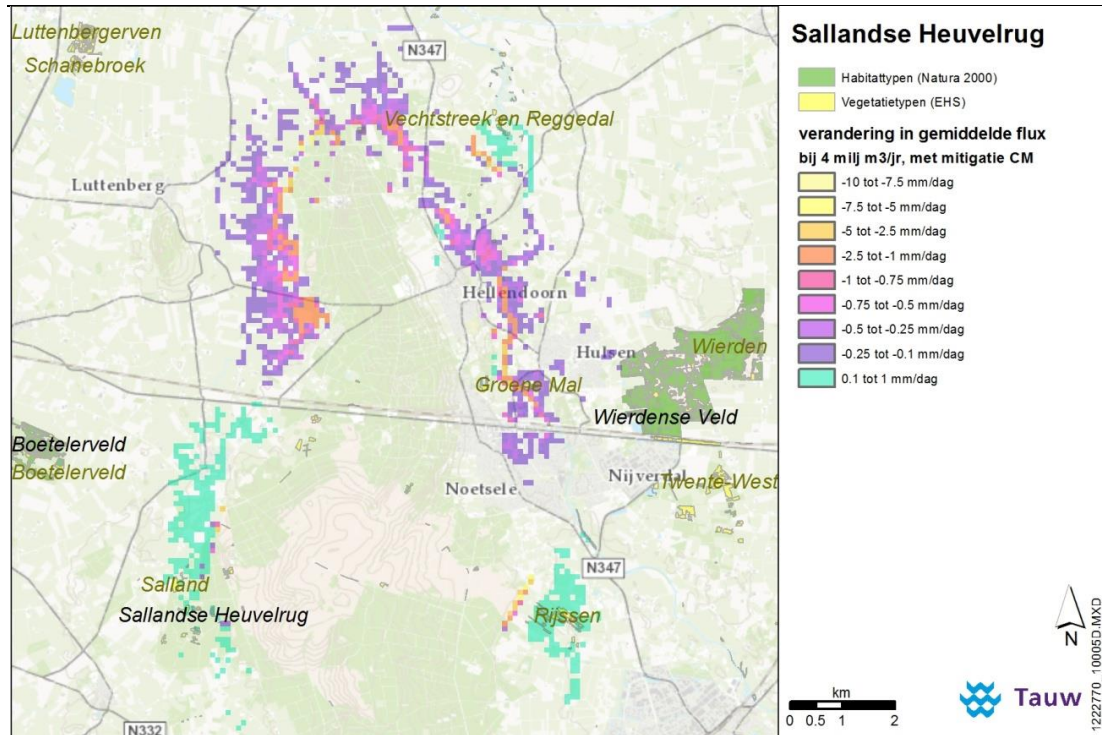 Luttenbergerven
Schanebroek
N347
Vechtstreek en Reggedal
Luttenberg
Hellendoorn
Hulsen
Wierden
Groene Mal
Wierdense Veld
Boetelerveld
Boetelerveld
Noetsele
Nijverdal
Twente-West
N347
Salland
Sallandse Heuvelrug
Rijssen
N332
Sallandse Heuvelrug
Habitattypen (Natura 2000)
Vegetatietypen (EHS)
verandering in gemiddelde flux
bij 4 milj m3/jr, met mitigatie CM
-10 tot -7.5 mm/dag
-7.5 tot -5 mm/dag
-5 tot -2.5 mm/dag
-2.5 tot -1 mm/dag
-1 tot -0.75 mm/dag
-0.75 tot -0.5 mm/dag
-0.5 tot -0.25 mm/dag
-0.25 tot -0.1 mm/dag
0.1 tot 1 mm/dag
N
km
0 0.5 1 2
Tauw
1222770_10005D.MXD